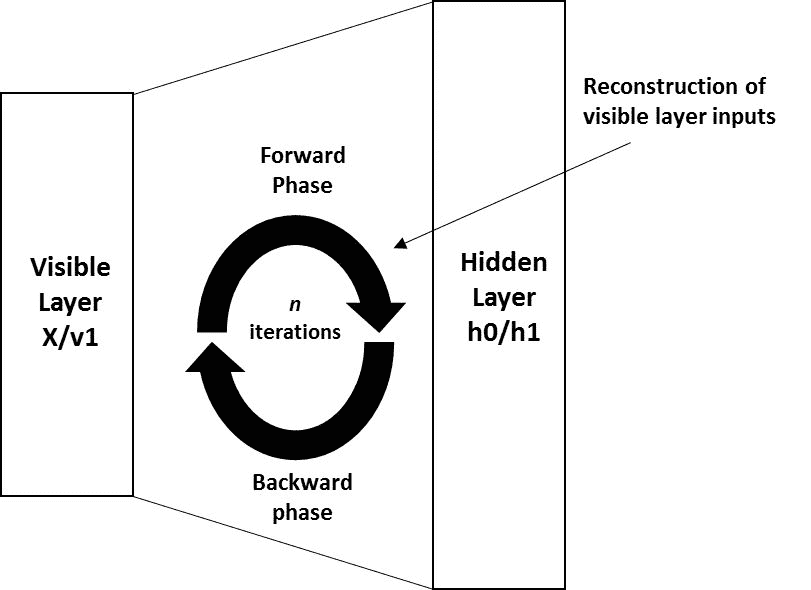 Reconstruction of
visible layer inputs
Forward
Phase
Visible
Layer
X/v1
n
iterations
Hidden
Layer
h0/h1
Backward
phase